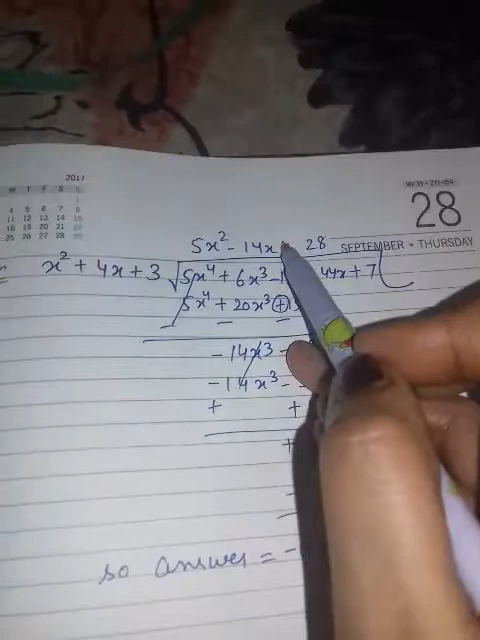 2017
W T F S S
1
4 5 6 7 8
11 12 13 14 15
18 19 20 21 22
25 26 27 28 29
28
SEPTEMBER • THURSDAY
5x² - 14x 28
x² + 4x + 3 √ 5x⁴ + 6x³ - 1 44x + 7
5x⁴ + 20x³ +
-
-14x³ -
-14x³ -
+ +
+
so answer = -